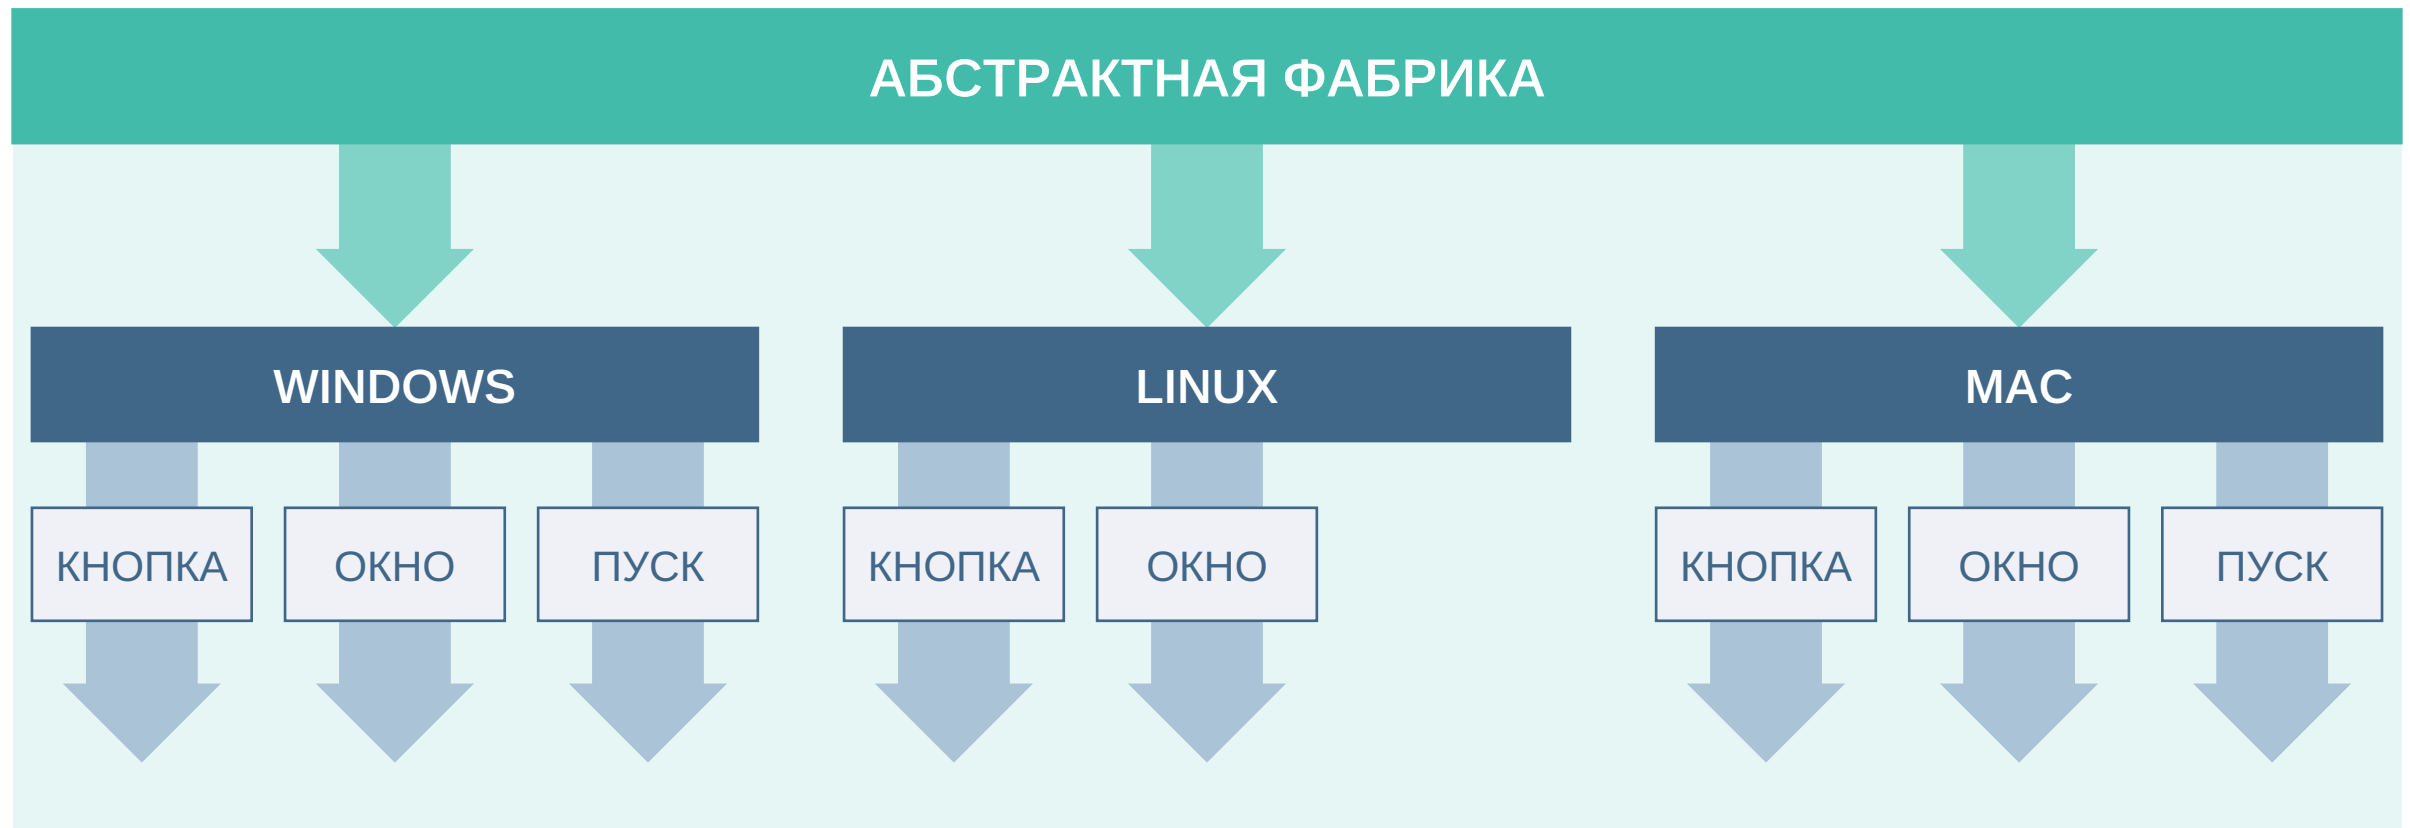 АБСТРАКТНАЯ ФАБРИКА
WINDOWS
LINUX
MAC
КНОПКА
ОКНО
ПУСК
КНОПКА
ОКНО
КНОПКА
ОКНО
ПУСК